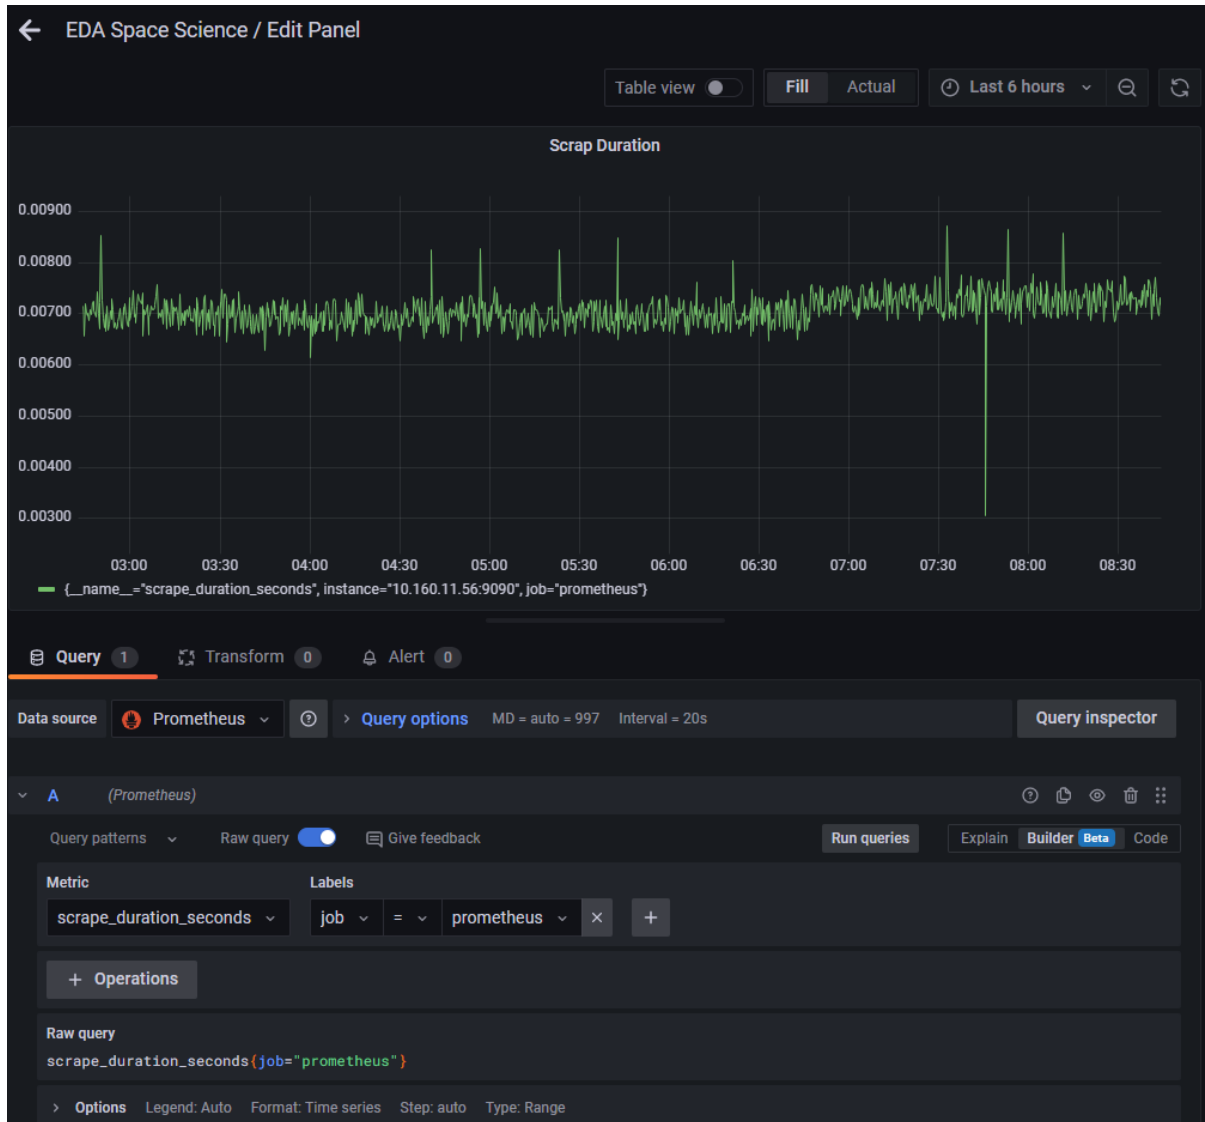 EDA Space Science / Edit Panel
Table view Fill Actual Last 6 hours
Scrap Duration
0.00900
0.00800
0.00700
0.00600
0.00500
0.00400
0.00300
03:00 03:30 04:00 04:30 05:00 05:30 06:00 06:30 07:00 07:30 08:00 08:30
{__name__="scrape_duration_seconds", instance="10.160.11.56:9090", job="prometheus"}
Query 1 Transform 0 Alert 0
Data source Prometheus Query options MD = auto = 997 Interval = 20s Query inspector
A (Prometheus)
Query patterns Raw query Give feedback Run queries Explain Builder Beta Code
Metric Labels
scrape_duration_seconds job = prometheus
+ Operations
Raw query
scrape_duration_seconds{job="prometheus"}
Options Legend: Auto Format: Time series Step: auto Type: Range